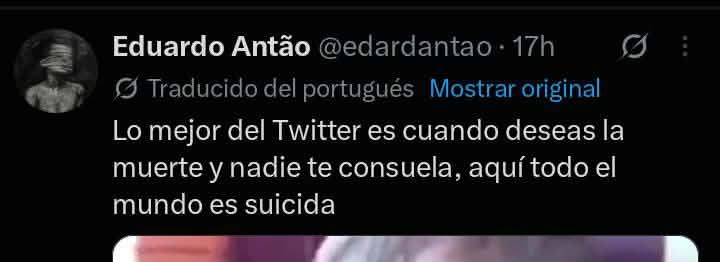 Eduardo Antão @edardantao · 17h
Traducido del portugués Mostrar original
Lo mejor del Twitter es cuando deseas la
muerte y nadie te consuela, aquí todo el
mundo es suicida